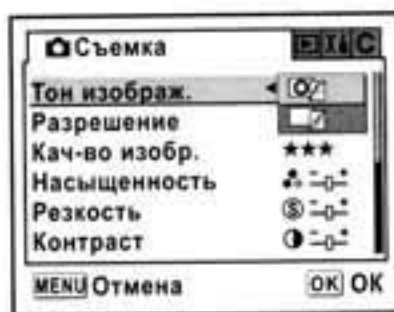 Съемка C
Тон изображ.
Разрешение
Кач-во изобр. ★★★
Насыщенность
Резкость S
Контраст
MENU Отмена OK OK